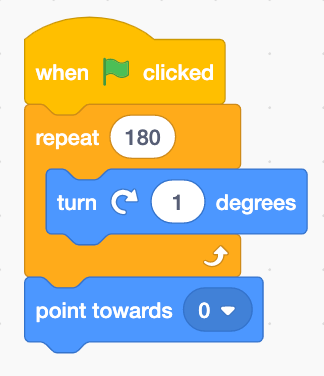 when clicked
repeat 180
turn 1 degrees
point towards 0